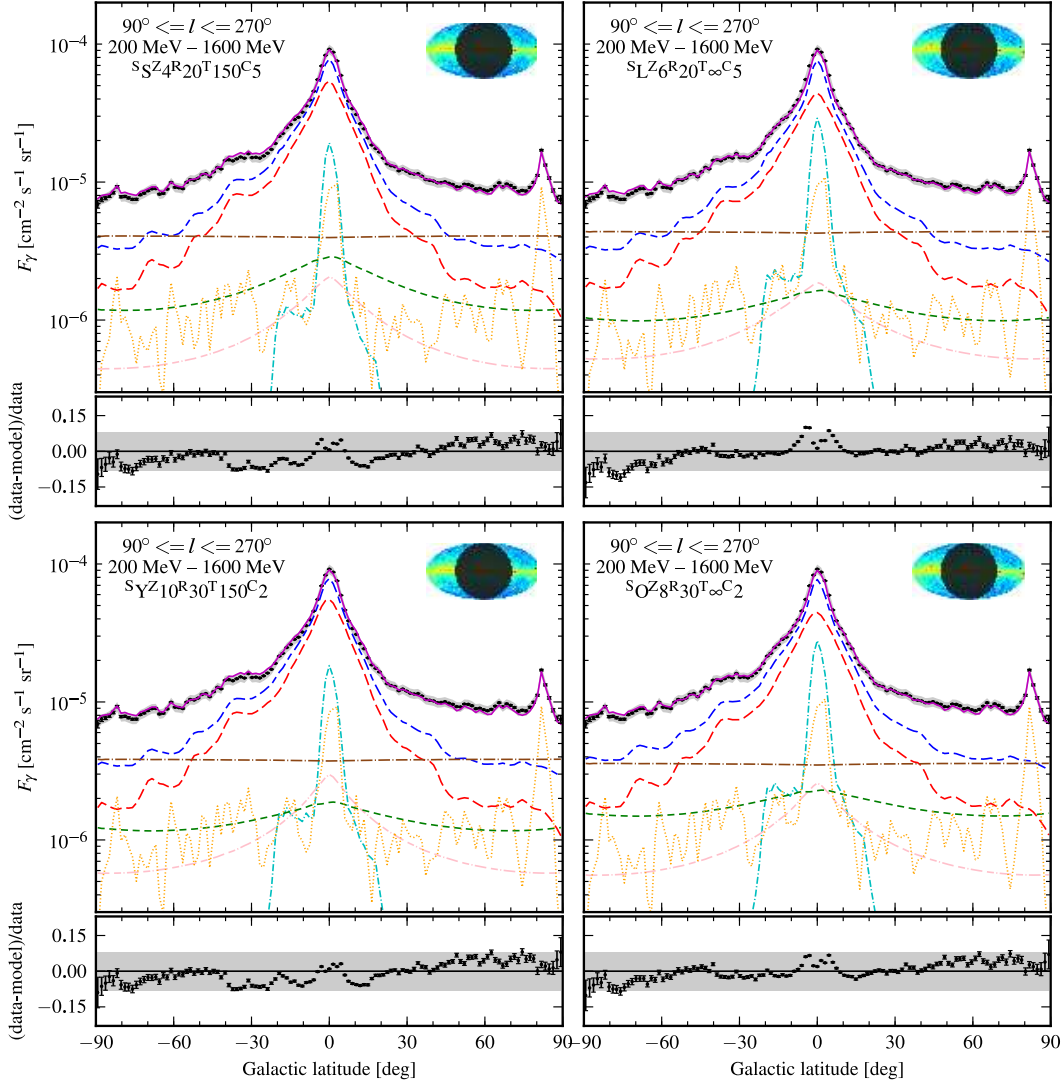 90° <= l <= 270°
200 MeV – 1600 MeV
ˢSᶻ4ᴿ20ᵀ150ꟲ5
90° <= l <= 270°
200 MeV – 1600 MeV
ˢLᶻ6ᴿ20ᵀ∞ꟲ5
10⁻⁴
10⁻⁵
10⁻⁶
F_γ [cm⁻² s⁻¹ sr⁻¹]
0.15
0.00
−0.15
(data-model)/data
90° <= l <= 270°
200 MeV – 1600 MeV
ˢYᶻ10ᴿ30ᵀ150ꟲ2
90° <= l <= 270°
200 MeV – 1600 MeV
ˢOᶻ8ᴿ30ᵀ∞ꟲ2
10⁻⁴
10⁻⁵
10⁻⁶
F_γ [cm⁻² s⁻¹ sr⁻¹]
0.15
0.00
−0.15
(data-model)/data
−90 −60 −30 0 30 60 90
−90 −60 −30 0 30 60 90
Galactic latitude [deg]
Galactic latitude [deg]